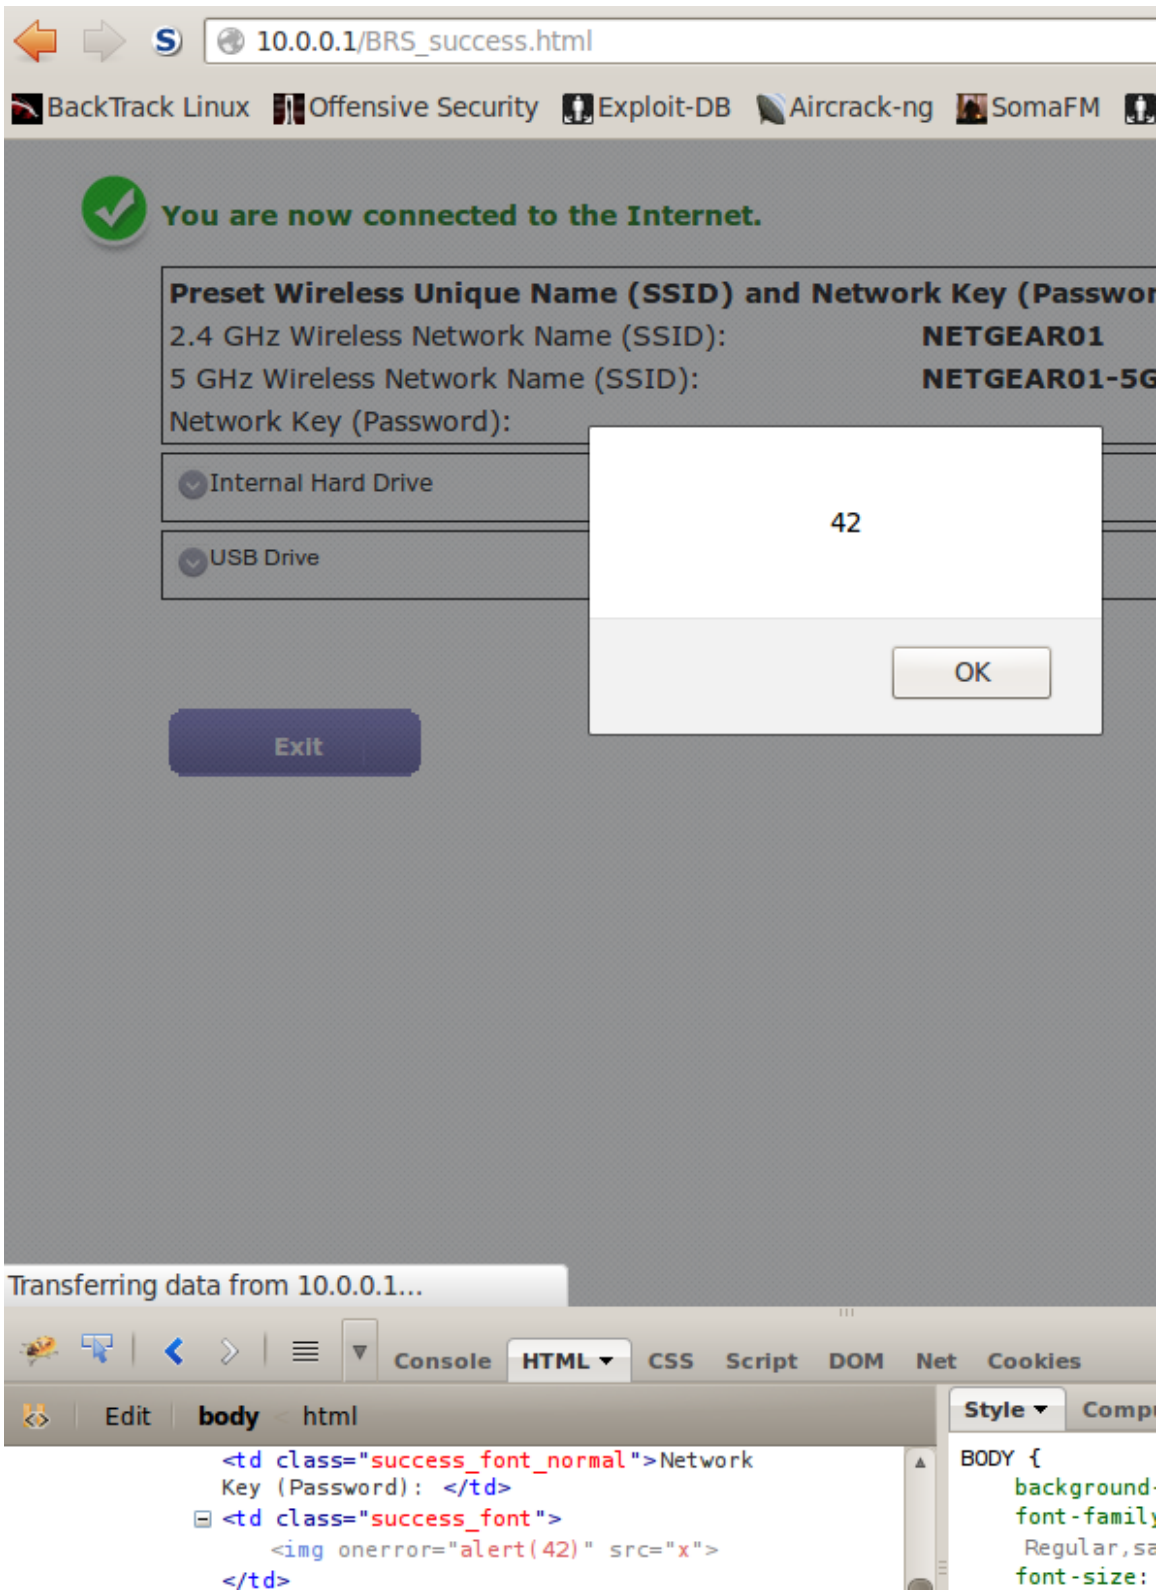 S 10.0.0.1/BRS_success.html
BackTrack Linux Offensive Security Exploit-DB Aircrack-ng SomaFM
You are now connected to the Internet.
Preset Wireless Unique Name (SSID) and Network Key (Passwor
2.4 GHz Wireless Network Name (SSID): NETGEAR01
5 GHz Wireless Network Name (SSID): NETGEAR01-5G
Network Key (Password):
Internal Hard Drive
42
USB Drive
OK
Exit
Transferring data from 10.0.0.1...
Console HTML CSS Script DOM Net Cookies
Edit body < html Style Compu
<td class="success_font_normal">Network
Key (Password): </td>
<td class="success_font">
<img onerror="alert(42)" src="x">
</td>
BODY {
background-
font-family
Regular,sa
font-size: